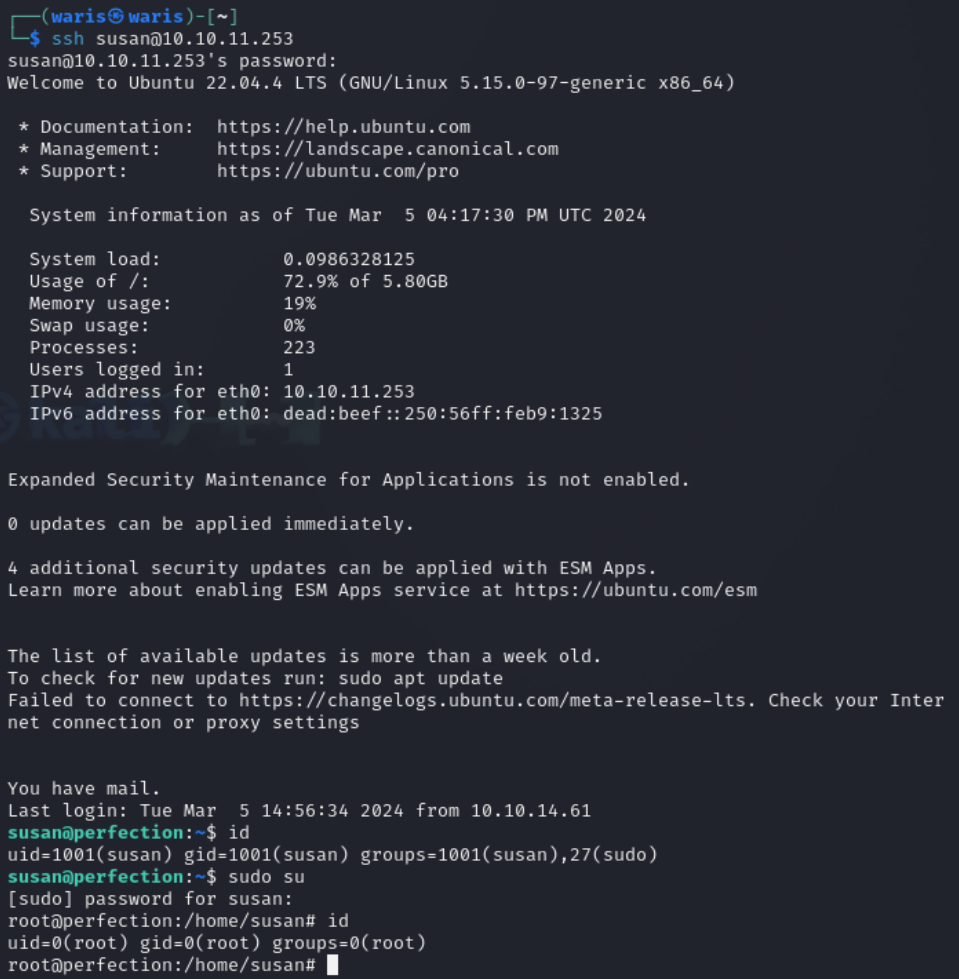 ┌──(waris㉿waris)-[~]
└─$ ssh susan@10.10.11.253
susan@10.10.11.253's password:
Welcome to Ubuntu 22.04.4 LTS (GNU/Linux 5.15.0-97-generic x86_64)
* Documentation:  https://help.ubuntu.com
* Management:     https://landscape.canonical.com
* Support:        https://ubuntu.com/pro
System information as of Tue Mar  5 04:17:30 PM UTC 2024
System load:           0.0986328125
Usage of /:            72.9% of 5.80GB
Memory usage:          19%
Swap usage:            0%
Processes:             223
Users logged in:       1
IPv4 address for eth0: 10.10.11.253
IPv6 address for eth0: dead:beef::250:56ff:feb9:1325
Expanded Security Maintenance for Applications is not enabled.
0 updates can be applied immediately.
4 additional security updates can be applied with ESM Apps.
Learn more about enabling ESM Apps service at https://ubuntu.com/esm
The list of available updates is more than a week old.
To check for new updates run: sudo apt update
Failed to connect to https://changelogs.ubuntu.com/meta-release-lts. Check your Inter
net connection or proxy settings
You have mail.
Last login: Tue Mar  5 14:56:34 2024 from 10.10.14.61
susan@perfection:~$ id
uid=1001(susan) gid=1001(susan) groups=1001(susan),27(sudo)
susan@perfection:~$ sudo su
[sudo] password for susan:
root@perfection:/home/susan# id
uid=0(root) gid=0(root) groups=0(root)
root@perfection:/home/susan#